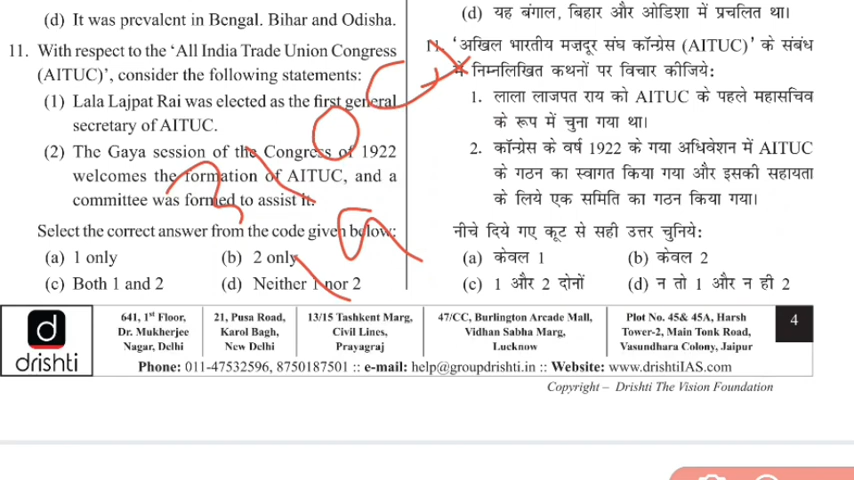 (d) It was prevalent in Bengal. Bihar and Odisha.
11. With respect to the ‘All India Trade Union Congress
(AITUC)’, consider the following statements:
(1) Lala Lajpat Rai was elected as the first general
secretary of AITUC.
(2) The Gaya session of the Congress of 1922
welcomes the formation of AITUC, and a
committee was formed to assist it.
Select the correct answer from the code given below:
(a) 1 only (b) 2 only
(c) Both 1 and 2 (d) Neither 1 nor 2
(d) यह बंगाल, बिहार और ओडिशा में प्रचलित था।
11. ‘अखिल भारतीय मज़दूर संघ कॉन्ग्रेस (AITUC)’ के संबंध
में निम्नलिखित कथनों पर विचार कीजिये:
1. लाला लाजपत राय को AITUC के पहले महासचिव
के रूप में चुना गया था।
2. कॉन्ग्रेस के वर्ष 1922 के गया अधिवेशन में AITUC
के गठन का स्वागत किया गया और इसकी सहायता
के लिये एक समिति का गठन किया गया।
नीचे दिये गए कूट से सही उत्तर चुनिये:
(a) केवल 1 (b) केवल 2
(c) 1 और 2 दोनों (d) न तो 1 और न ही 2
d
drishti
641, 1st Floor,
Dr. Mukherjee
Nagar, Delhi
21, Pusa Road,
Karol Bagh,
New Delhi
13/15 Tashkent Marg,
Civil Lines,
Prayagraj
47/CC, Burlington Arcade Mall,
Vidhan Sabha Marg,
Lucknow
Plot No. 45& 45A, Harsh
Tower-2, Main Tonk Road,
Vasundhara Colony, Jaipur
4
Phone: 011-47532596, 8750187501 :: e-mail: help@groupdrishti.in :: Website: www.drishtiIAS.com
Copyright – Drishti The Vision Foundation